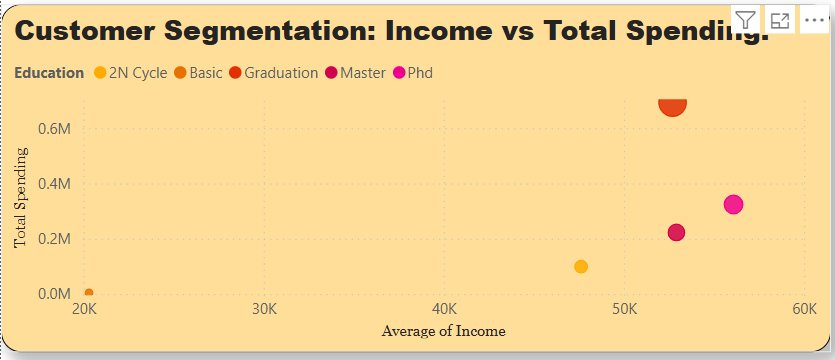 Customer Segmentation: Income vs Total Spending.
Education 2N Cycle Basic Graduation Master Phd
0.6M
0.4M
0.2M
0.0M
Total Spending
20K 30K 40K 50K 60K
Average of Income